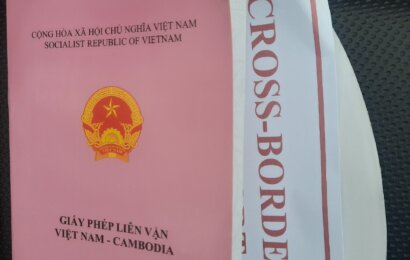 CỘNG HÒA XÃ HỘI CHỦ NGHĨA VIỆT NAM
SOCIALIST REPUBLIC OF VIETNAM
GIẤY PHÉP LIÊN VẬN
VIỆT NAM - CAMBODIA
CROSS-BORDE